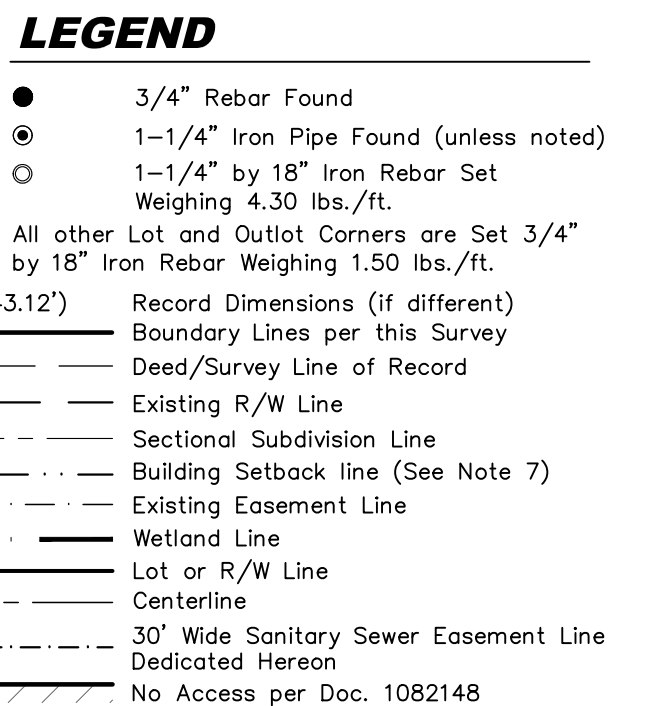 LEGEND
3/4" Rebar Found
1-1/4" Iron Pipe Found (unless noted)
1-1/4" by 18" Iron Rebar Set
Weighing 4.30 lbs./ft.
All other Lot and Outlot Corners are Set 3/4"
by 18" Iron Rebar Weighing 1.50 lbs./ft.
3.12') Record Dimensions (if different)
Boundary Lines per this Survey
Deed/Survey Line of Record
Existing R/W Line
Sectional Subdivision Line
Building Setback line (See Note 7)
Existing Easement Line
Wetland Line
Lot or R/W Line
Centerline
30' Wide Sanitary Sewer Easement Line
Dedicated Hereon
No Access per Doc. 1082148